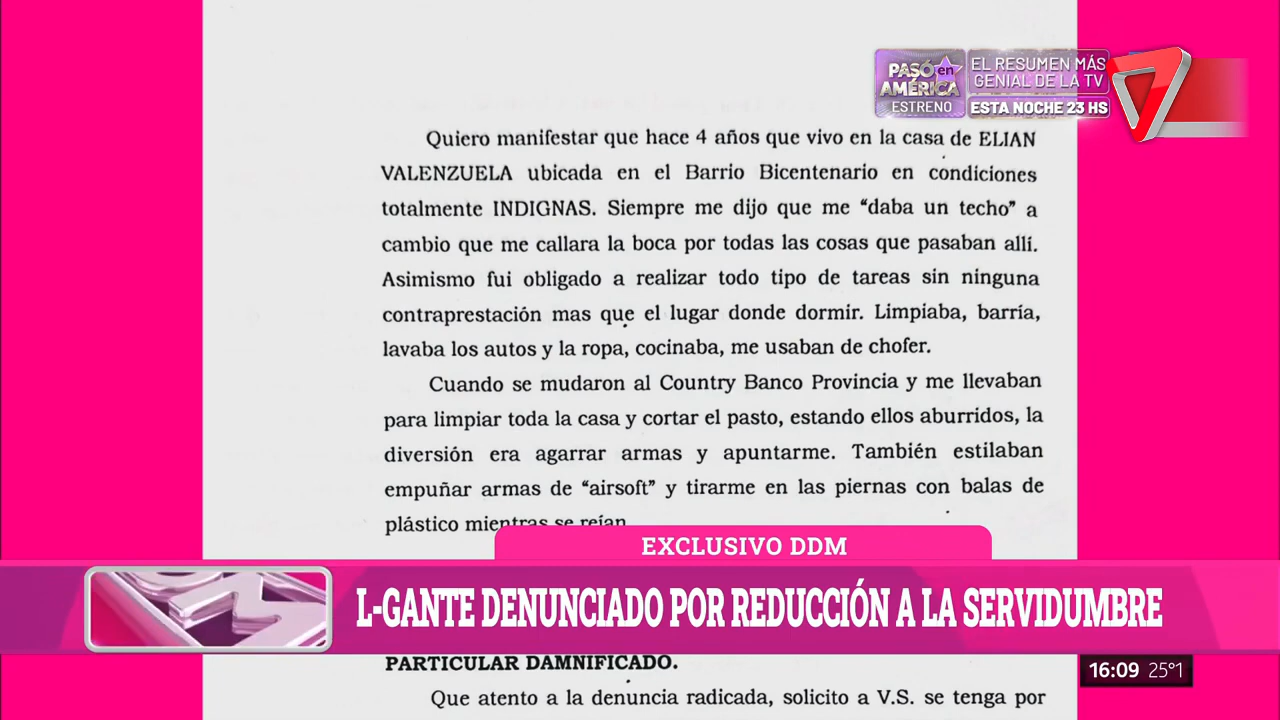 PASÓ en
AMÉRICA
ESTRENO
EL RESUMEN MÁS
GENIAL DE LA TV
ESTA NOCHE 23 HS
Quiero manifestar que hace 4 años que vivo en la casa de ELIAN
VALENZUELA ubicada en el Barrio Bicentenario en condiciones
totalmente INDIGNAS. Siempre me dijo que me “daba un techo” a
cambio que me callara la boca por todas las cosas que pasaban allí.
Asimismo fui obligado a realizar todo tipo de tareas sin ninguna
contraprestación mas que el lugar donde dormir. Limpiaba, barría,
lavaba los autos y la ropa, cocinaba, me usaban de chofer.
Cuando se mudaron al Country Banco Provincia y me llevaban
para limpiar toda la casa y cortar el pasto, estando ellos aburridos, la
diversión era agarrar armas y apuntarme. También estilaban
empuñar armas de “airsoft” y tirarme en las piernas con balas de
plástico mientras se reían
EXCLUSIVO DDM
L-GANTE DENUNCIADO POR REDUCCIÓN A LA SERVIDUMBRE
PARTICULAR DAMNIFICADO.
16:09 25°1
Que atento a la denuncia radicada, solicito a V.S. se tenga por